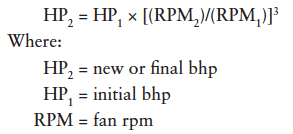 HP₂ = HP₁ × [(RPM₂)/(RPM₁)]³
Where:
HP₂ = new or final bhp
HP₁ = initial bhp
RPM = fan rpm